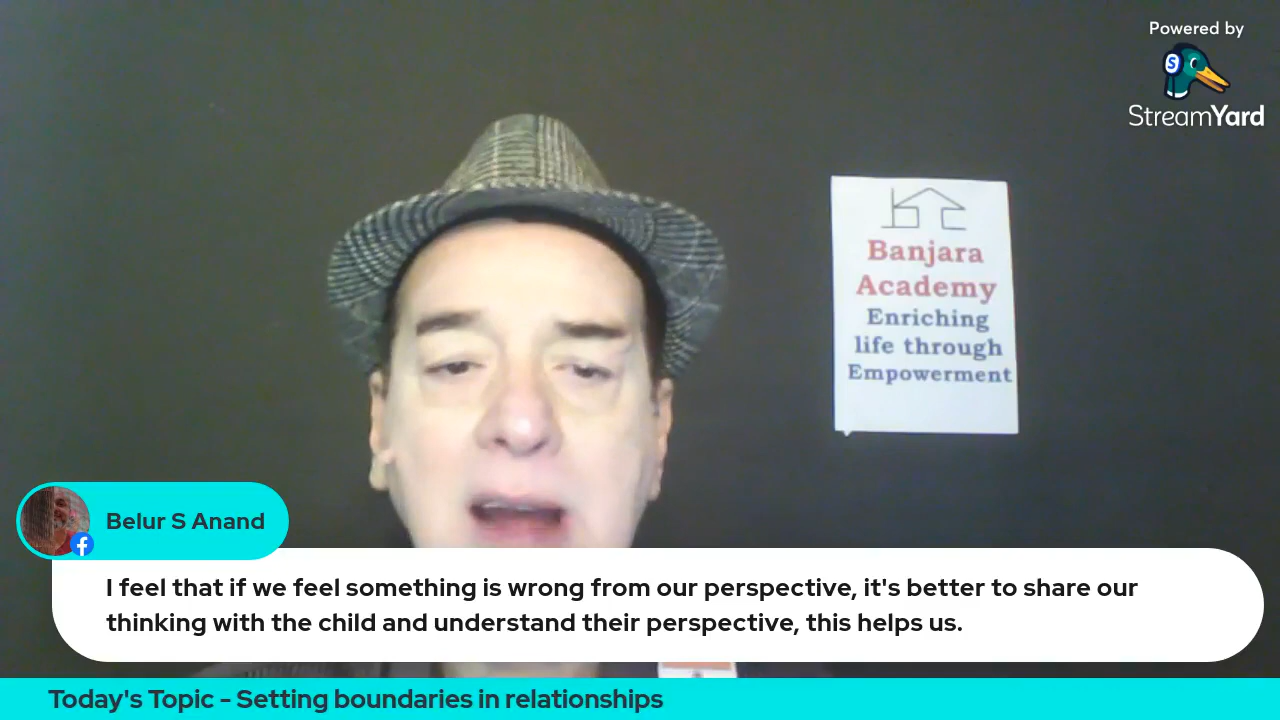 Powered by
StreamYard
Banjara
Academy
Enriching
life through
Empowerment
Belur S Anand
I feel that if we feel something is wrong from our perspective, it's better to share our
thinking with the child and understand their perspective, this helps us.
Today's Topic - Setting boundaries in relationships